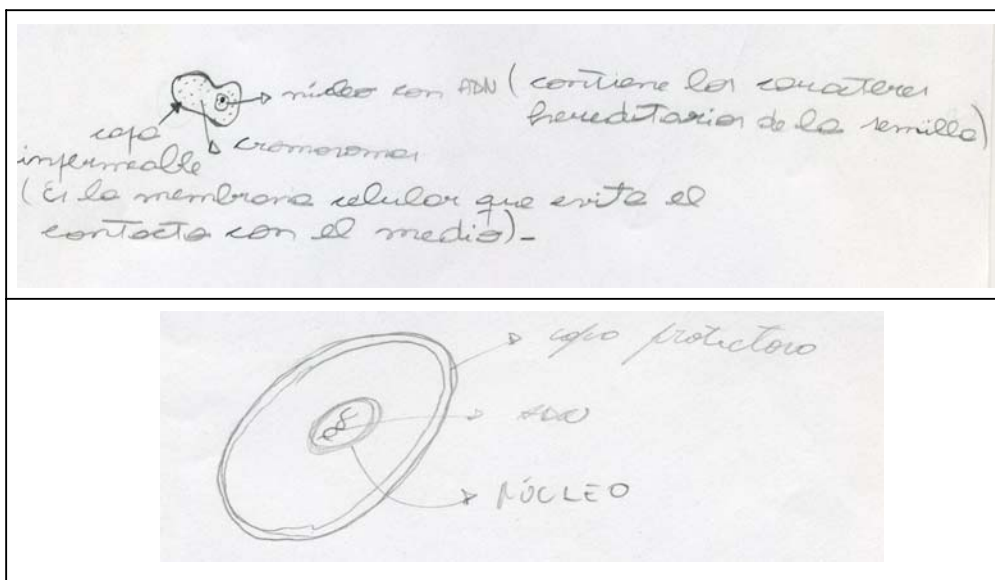 núcleo con ADN (contiene los caracteres
hereditarios de la semilla)
capa
impermeable
cromosomas
(Es la membrana celular que evita el
contacto con el medio)-
capa protectora
ADN
NÚCLEO